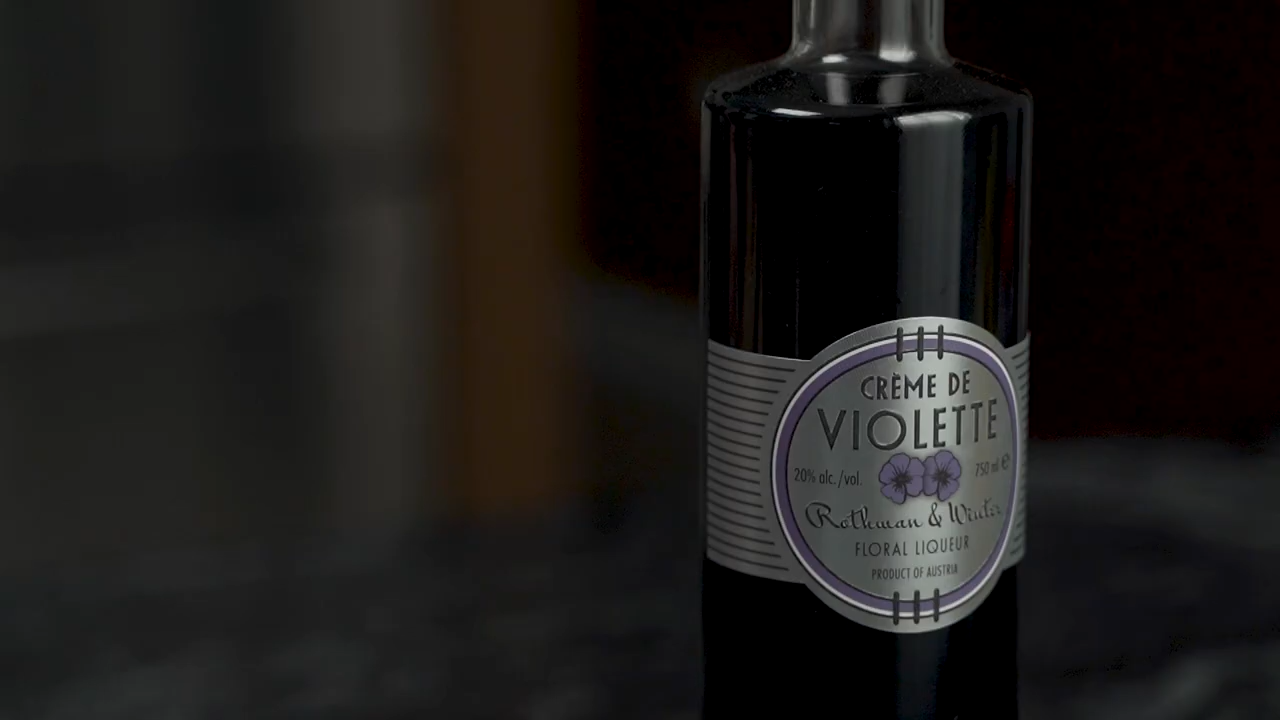 CRÈME DE
VIOLETTE
20% alc./vol. 750 ml ℮
Rothman & Winter
FLORAL LIQUEUR
PRODUCT OF AUSTRIA